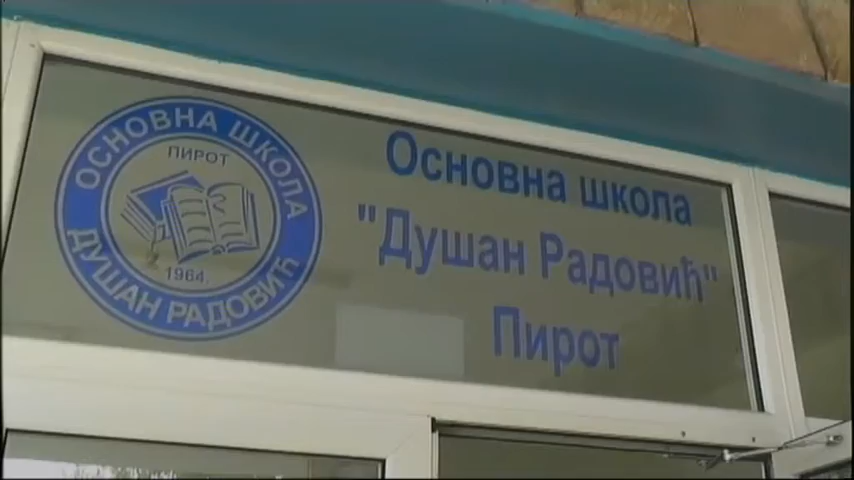 ОСНОВНА ШКОЛА
ПИРОТ
1964.
ДУШАН РАДОВИЋ
Основна школа
"Душан Радовић"
Пирот